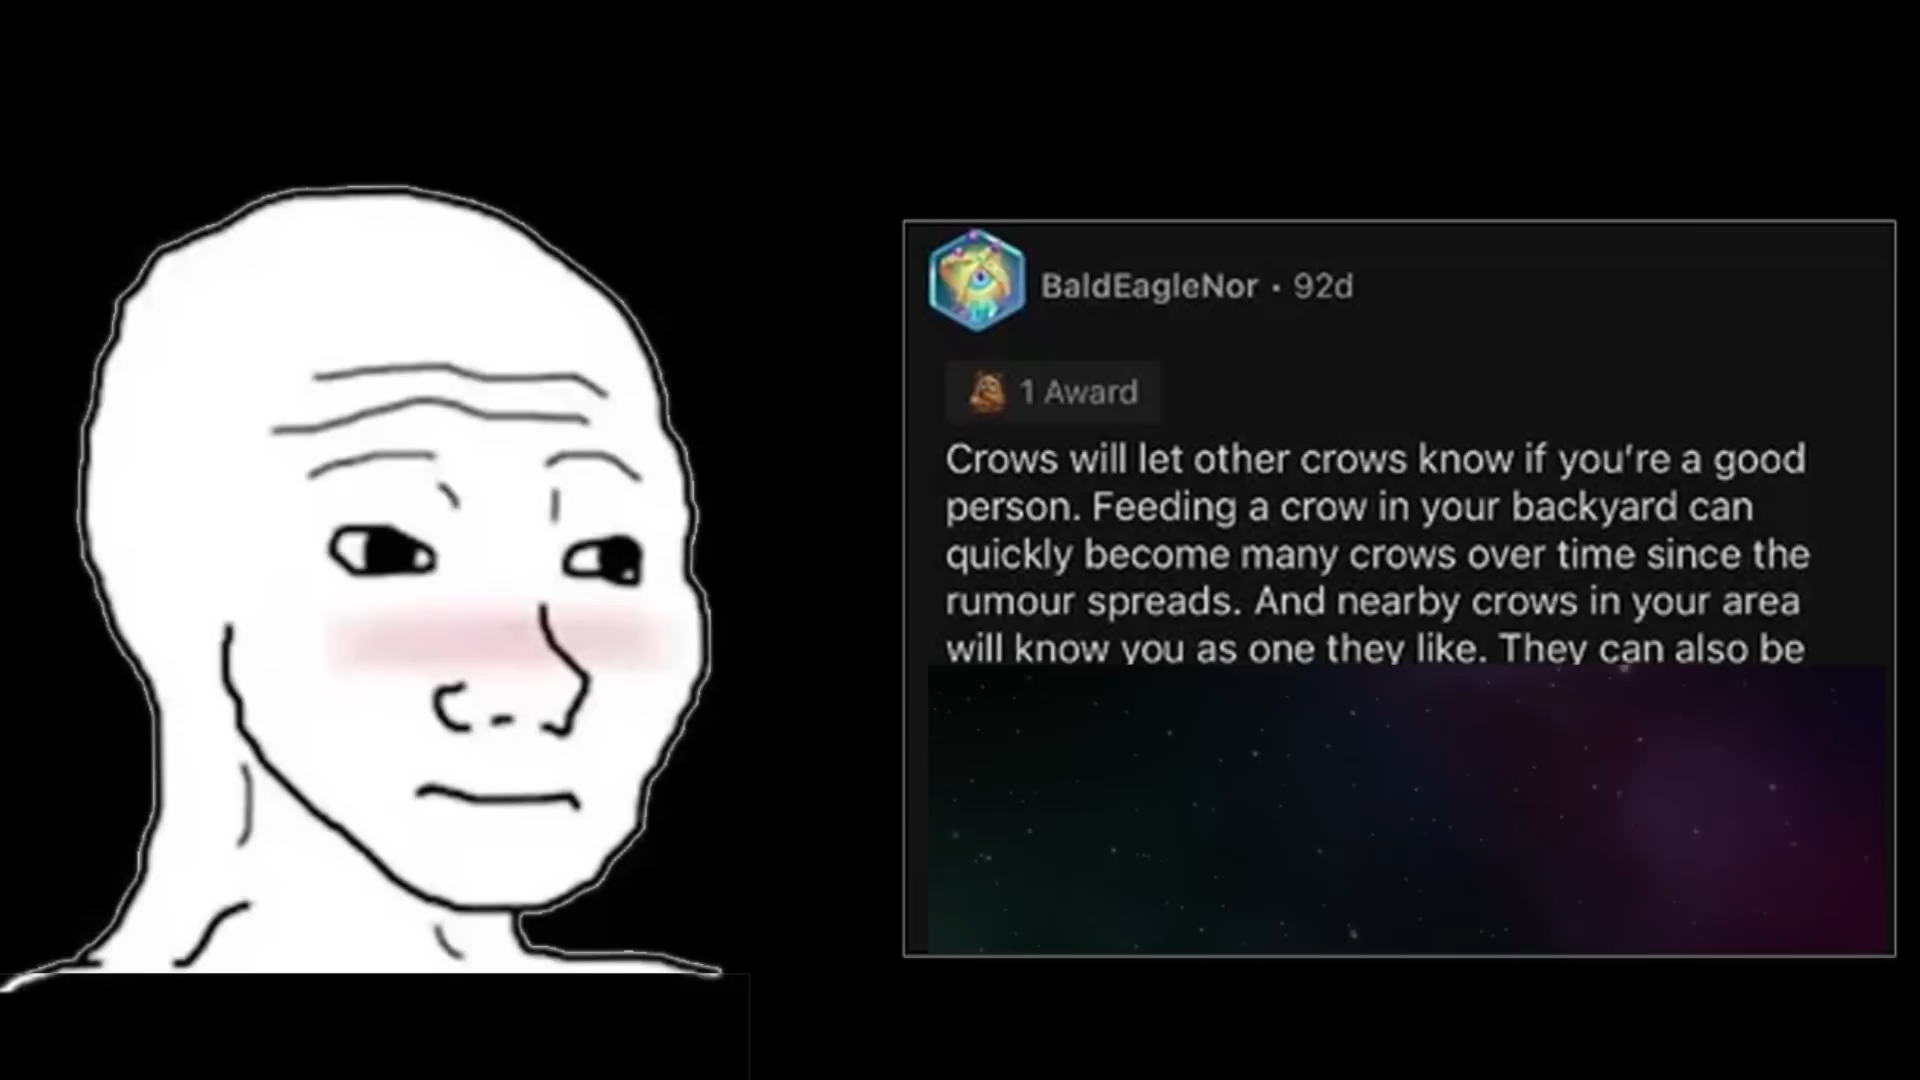 BaldEagleNor · 92d
1 Award
Crows will let other crows know if you're a good
person. Feeding a crow in your backyard can
quickly become many crows over time since the
rumour spreads. And nearby crows in your area
will know you as one they like. They can also be